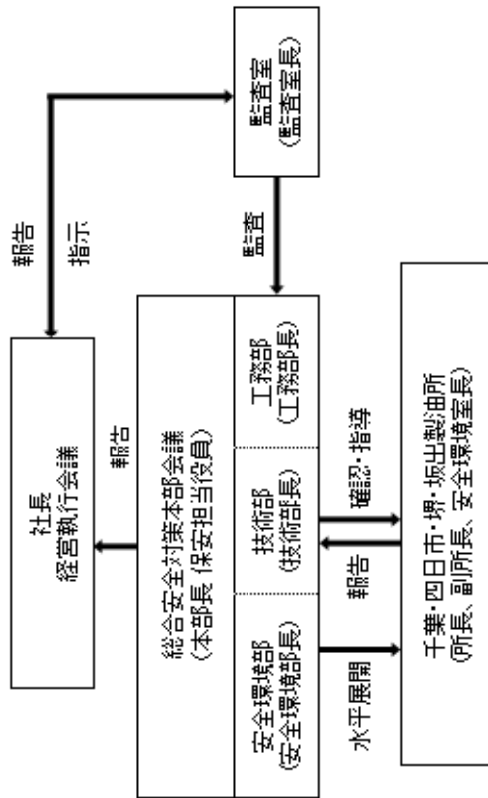 社長
経営執行会議
報告
指示
報告
総合安全対策本部会議
(本部長 保安担当役員)
安全環境部
(安全環境部長)
技術部
(技術部長)
工務部
(工務部長)
監査
監査室
(監査室長)
水平展開
報告
確認・指導
千葉・四日市・堺・坂出製油所
(所長、副所長、安全環境室長)